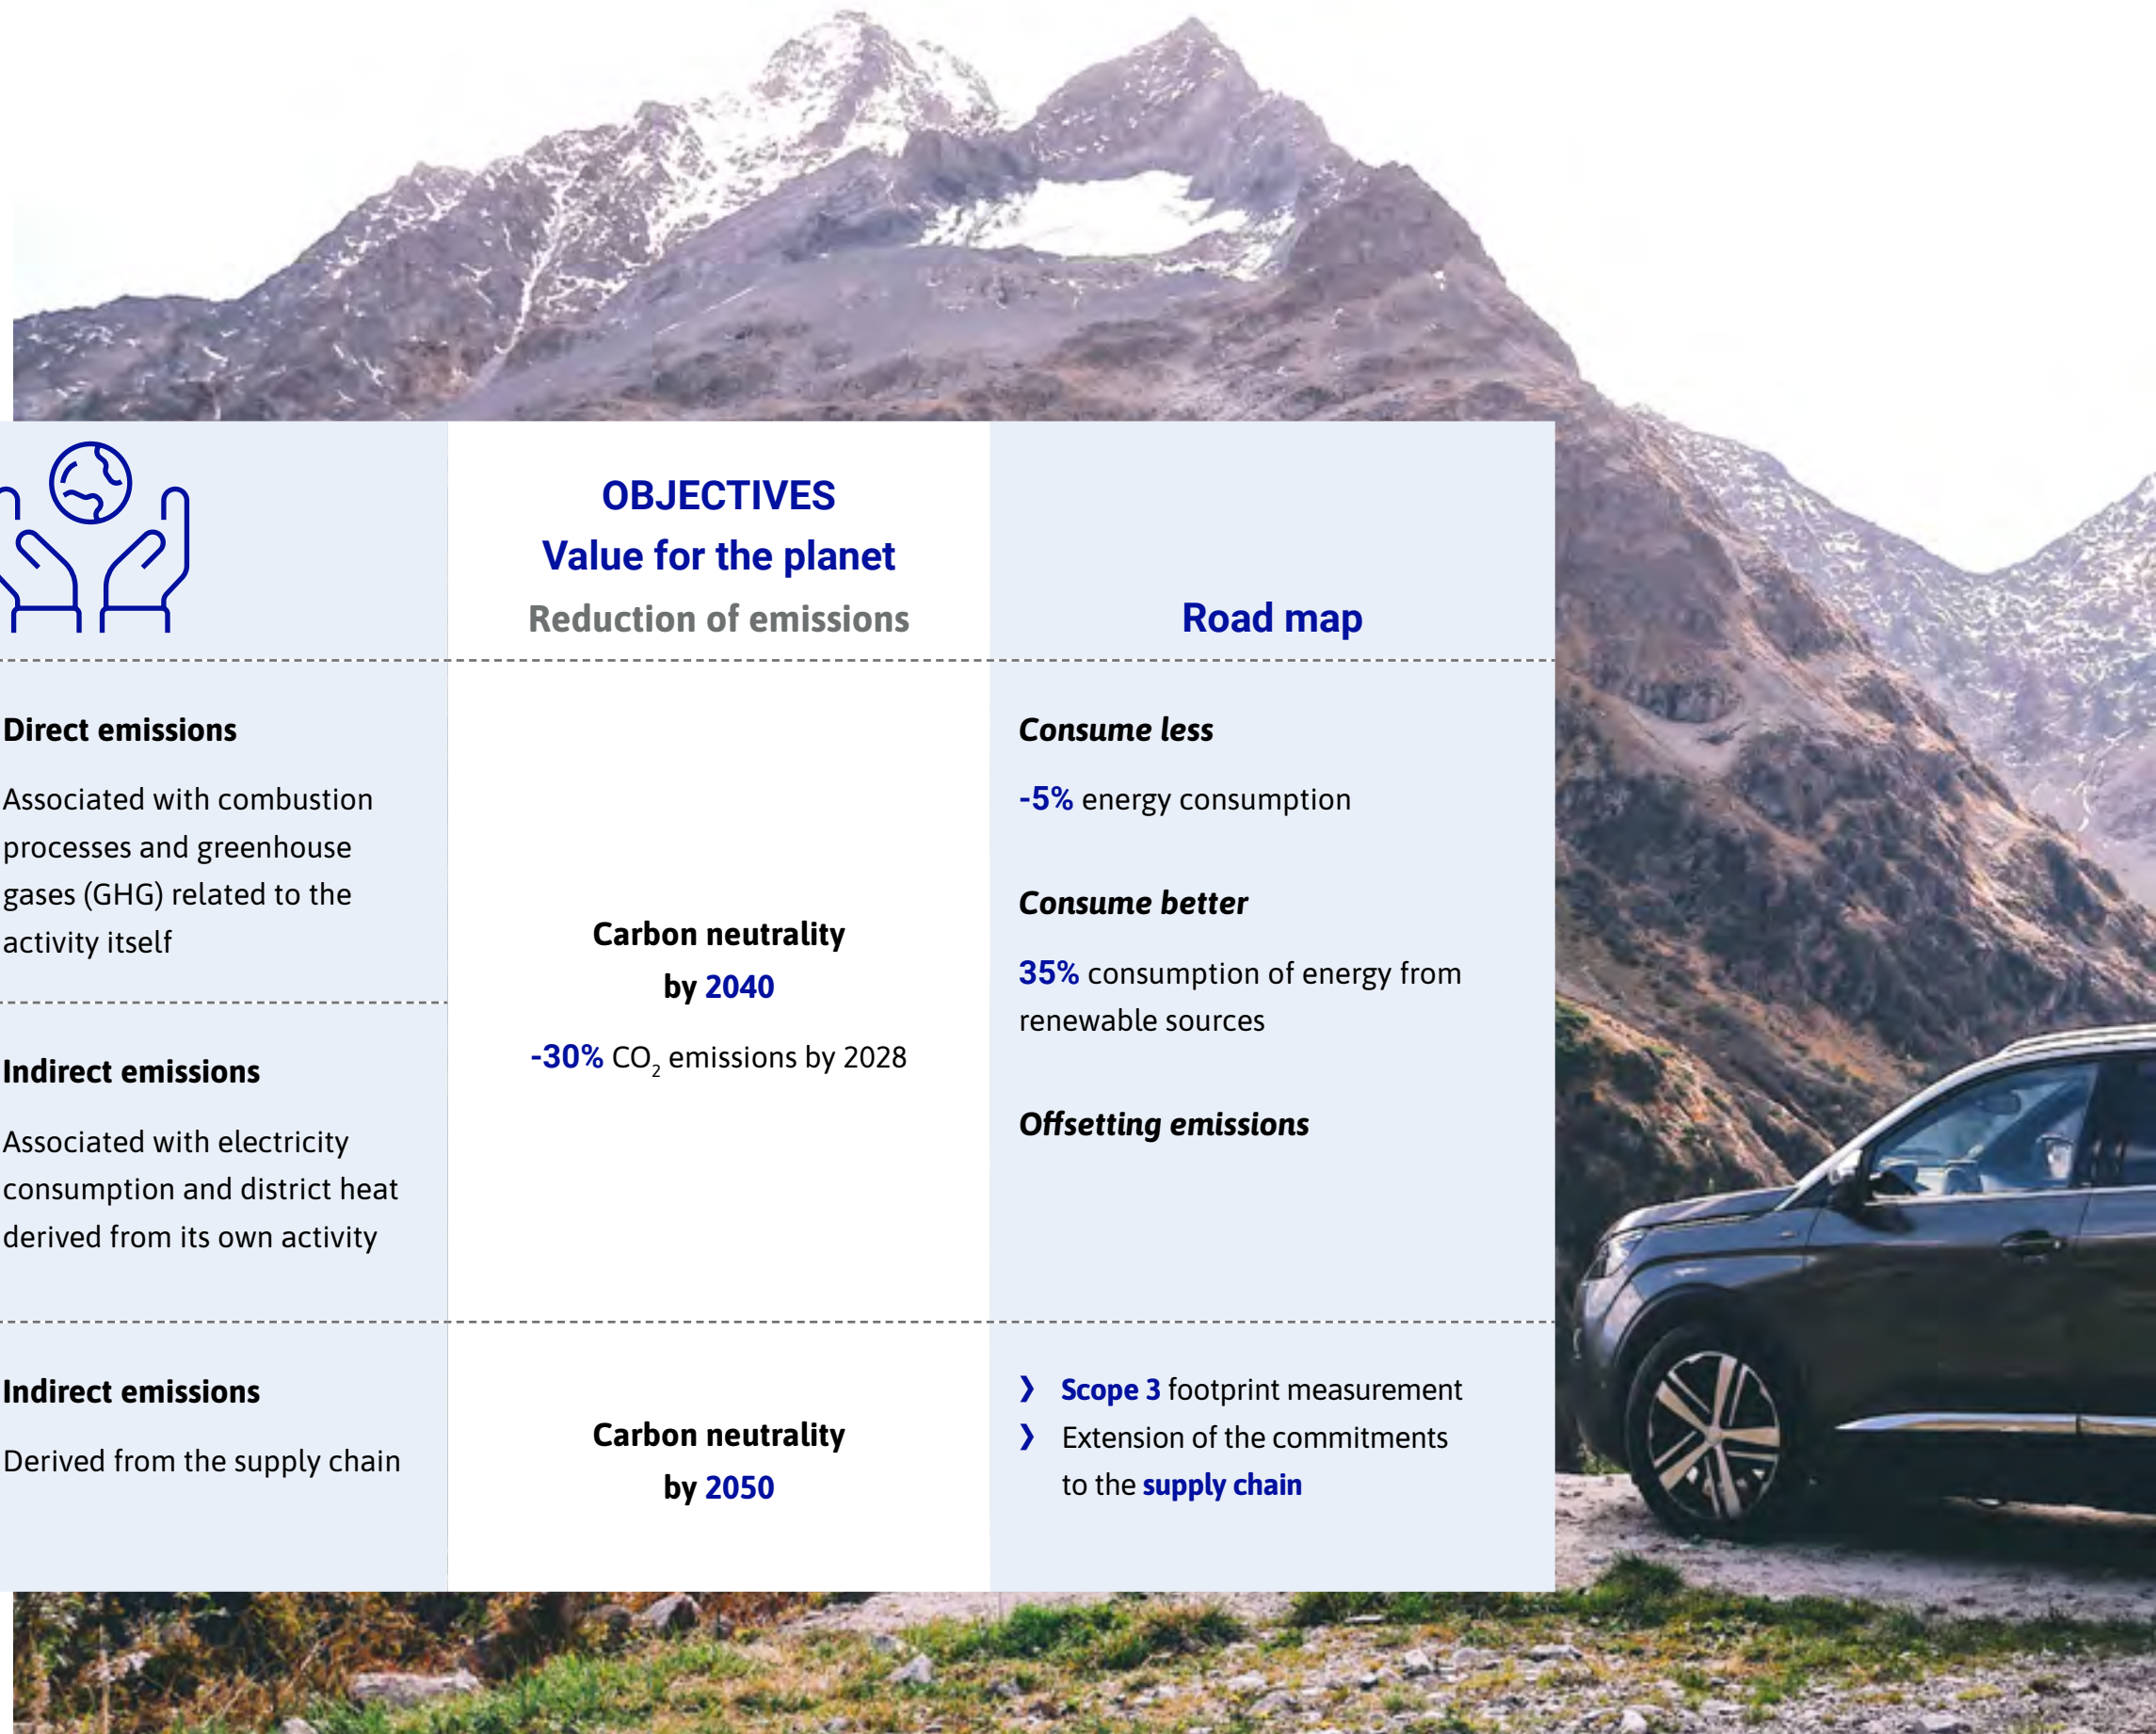 OBJECTIVES
Value for the planet
Reduction of emissions
Road map
Direct emissions
Associated with combustion
processes and greenhouse
gases (GHG) related to the
activity itself
Indirect emissions
Associated with electricity
consumption and district heat
derived from its own activity
Carbon neutrality
by 2040
-30% CO₂ emissions by 2028
Consume less
-5% energy consumption
Consume better
35% consumption of energy from
renewable sources
Offsetting emissions
Indirect emissions
Derived from the supply chain
Carbon neutrality
by 2050
❯ Scope 3 footprint measurement
❯ Extension of the commitments
to the supply chain